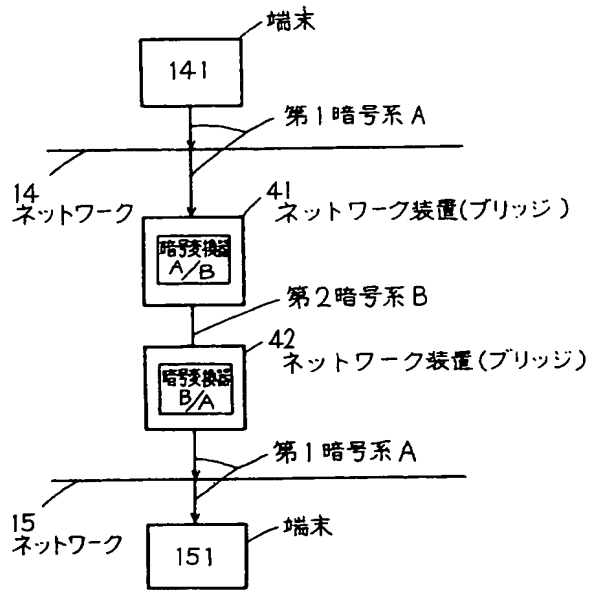 端末
141
第1暗号系A
14
ネットワーク
41
ネットワーク装置(ブリッジ)
暗号変換器
A/B
第2暗号系B
42
ネットワーク装置(ブリッジ)
暗号変換器
B/A
第1暗号系A
15
ネットワーク
端末
151